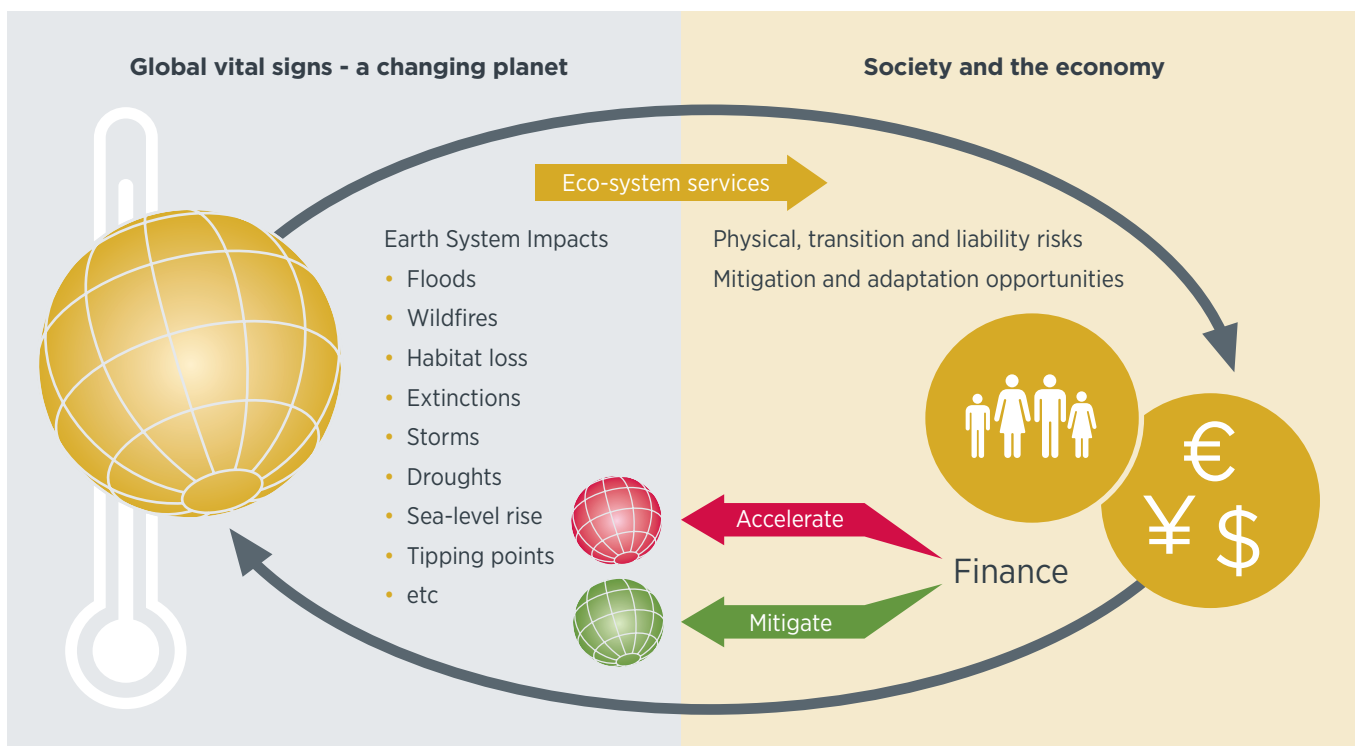 Global vital signs - a changing planet
Society and the economy
Eco-system services
Earth System Impacts
• Floods
• Wildfires
• Habitat loss
• Extinctions
• Storms
• Droughts
• Sea-level rise
• Tipping points
• etc
Physical, transition and liability risks
Mitigation and adaptation opportunities
€
¥ $
Accelerate
Finance
Mitigate